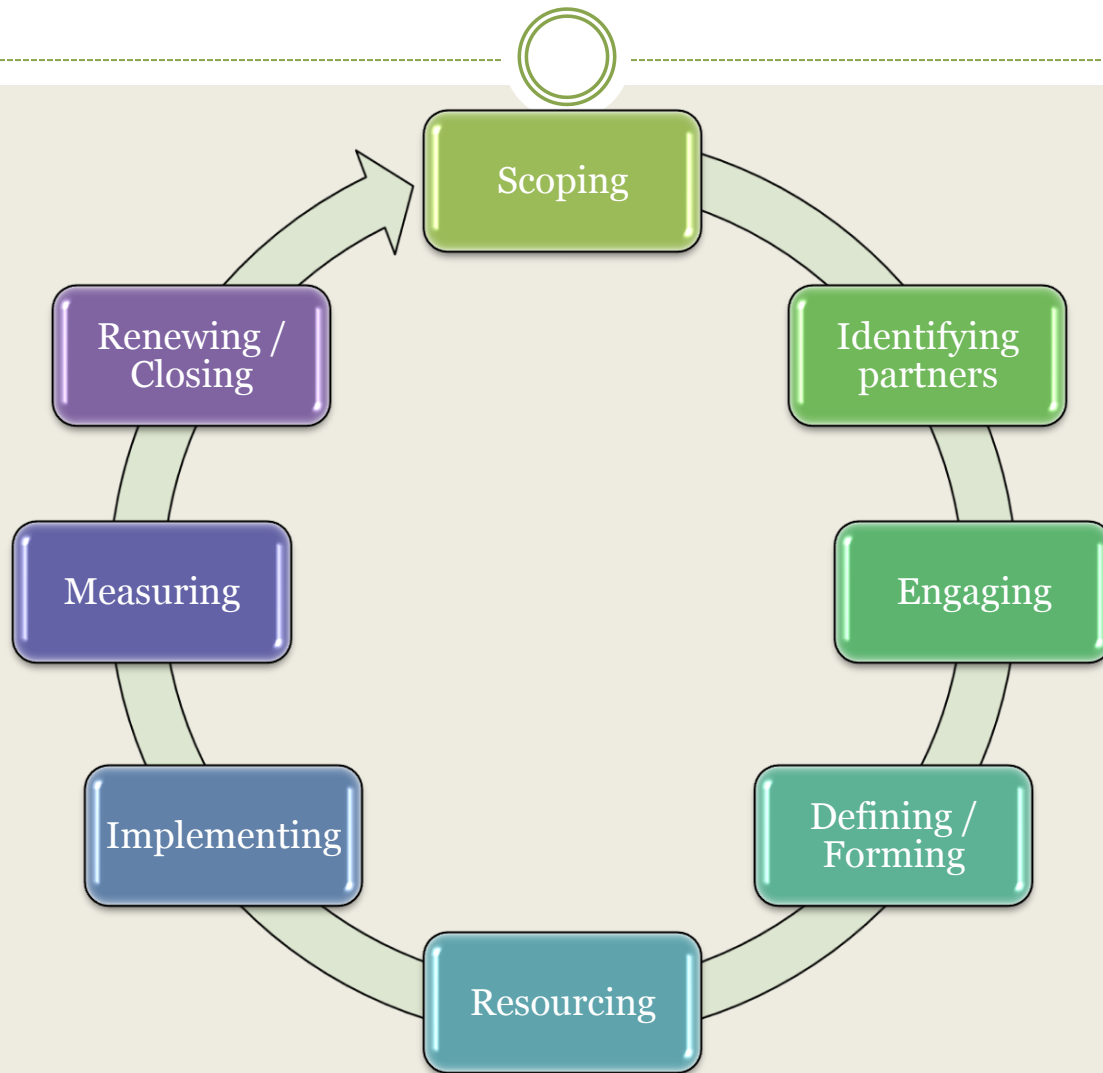 Scoping
Identifying
partners
Engaging
Defining /
Forming
Resourcing
Implementing
Measuring
Renewing /
Closing